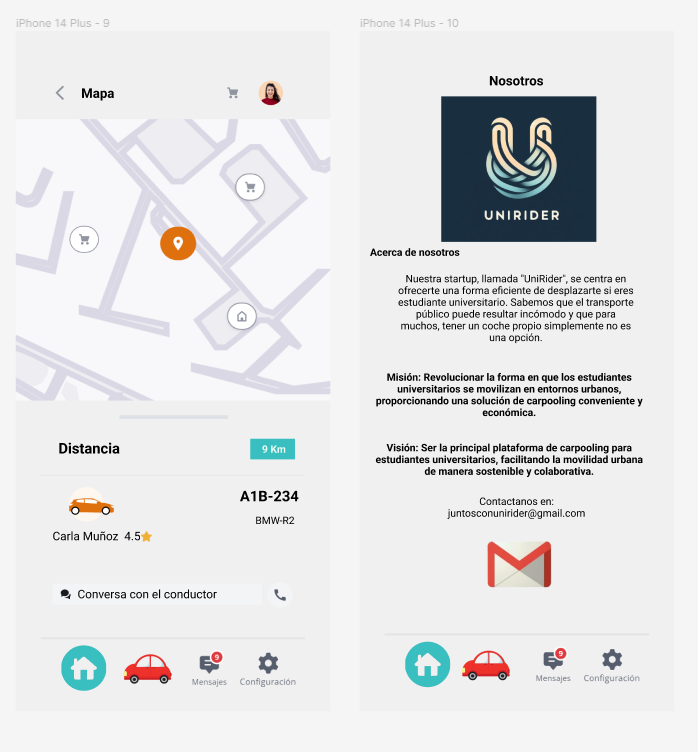 iPhone 14 Plus - 9
Mapa
Distancia
9 Km
A1B-234
BMW-R2
Carla Muñoz 4.5
Conversa con el conductor
9
Mensajes
Configuración
iPhone 14 Plus - 10
Nosotros
UNIRIDER
Acerca de nosotros
Nuestra startup, llamada "UniRider", se centra en
ofrecerte una forma eficiente de desplazarte si eres
estudiante universitario. Sabemos que el transporte
público puede resultar incómodo y que para
muchos, tener un coche propio simplemente no es
una opción.
Misión: Revolucionar la forma en que los estudiantes
universitarios se movilizan en entornos urbanos,
proporcionando una solución de carpooling conveniente y
económica.
Visión: Ser la principal plataforma de carpooling para
estudiantes universitarios, facilitando la movilidad urbana
de manera sostenible y colaborativa.
Contactanos en:
juntosconunirider@gmail.com
9
Mensajes
Configuración